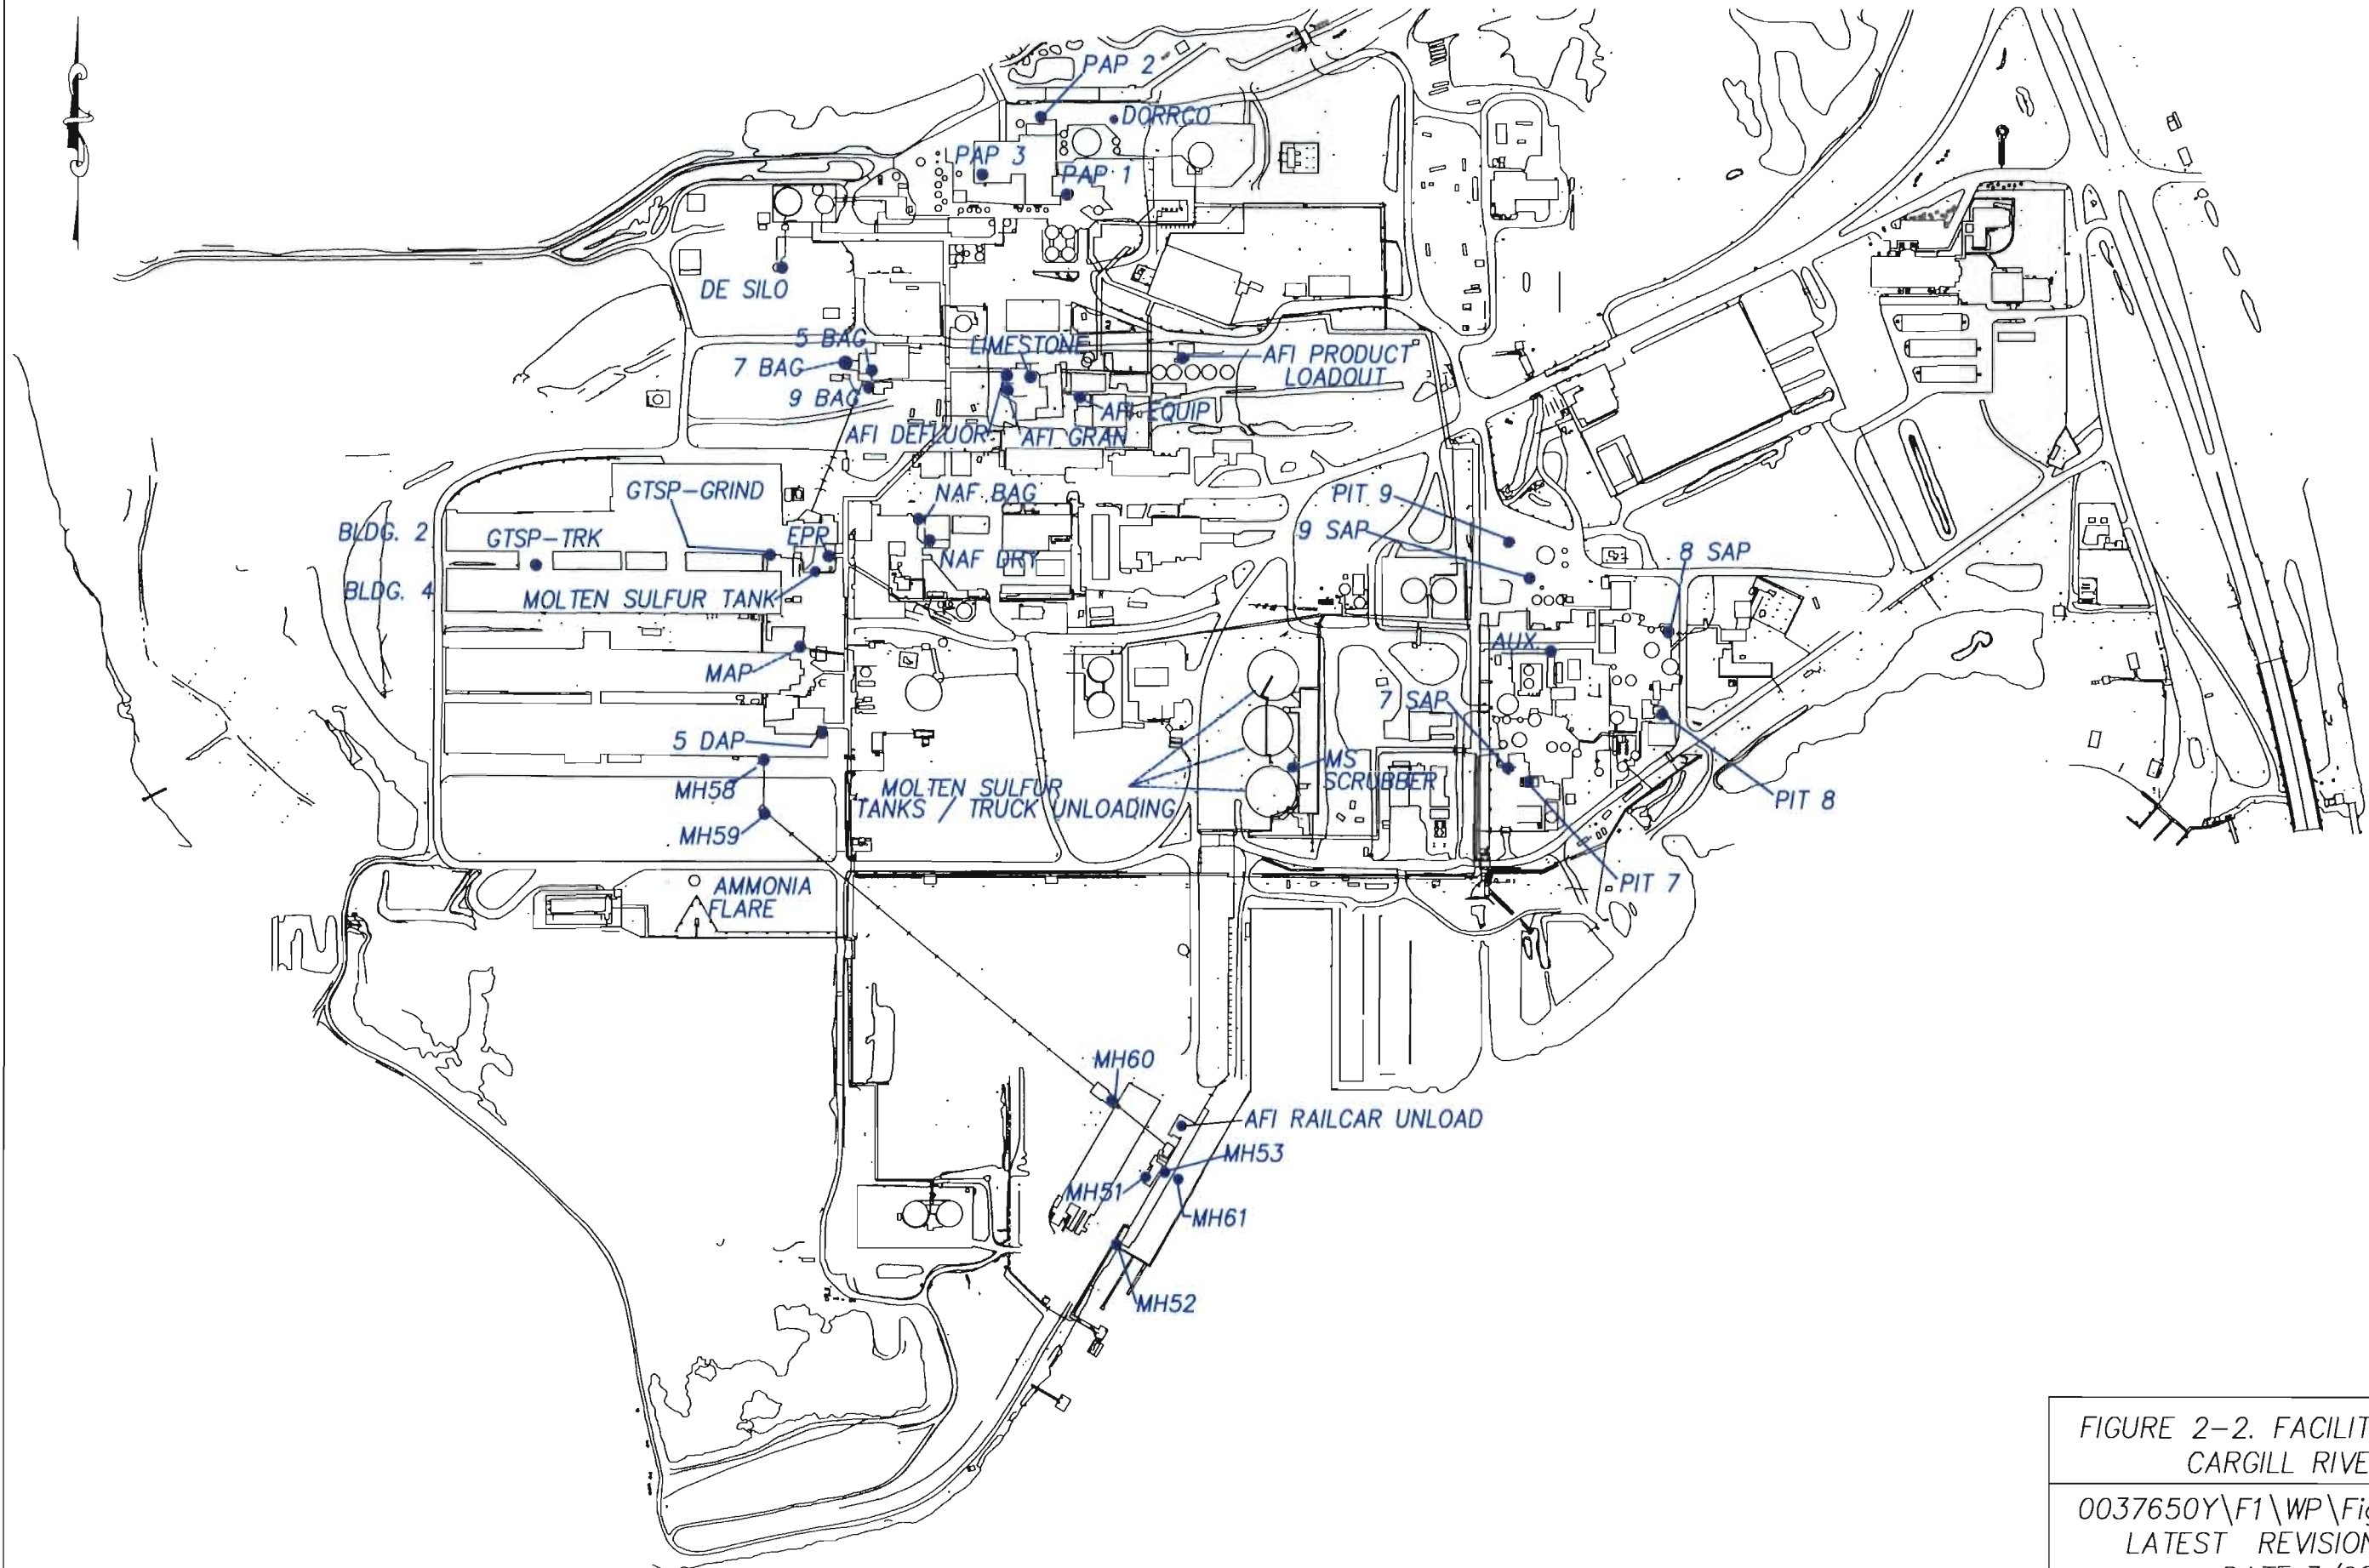 PAP 2
DORRCO
PAP 3
PAP 1
DE SILO
5 BAG
LIMESTONE
AFI PRODUCT
LOADOUT
7 BAG
9 BAG
AFI EQUIP
AFI DEFLUOR
AFI GRAN
GTSP-GRIND
NAF BAG
PIT 9
BLDG. 2
GTSP-TRK
EPR
9 SAP
NAF DRY
8 SAP
BLDG. 4
MOLTEN SULFUR TANK
AUX.
MAP
7 SAP
5 DAP
MS
SCRUBBER
MH58
MOLTEN SULFUR
TANKS / TRUCK UNLOADING
PIT 8
MH59
PIT 7
AMMONIA
FLARE
MH60
AFI RAILCAR UNLOAD
MH53
MH51
MH61
MH52
FIGURE 2-2. FACILIT
CARGILL RIVE
0037650Y\F1\WP\Fig
LATEST REVISION